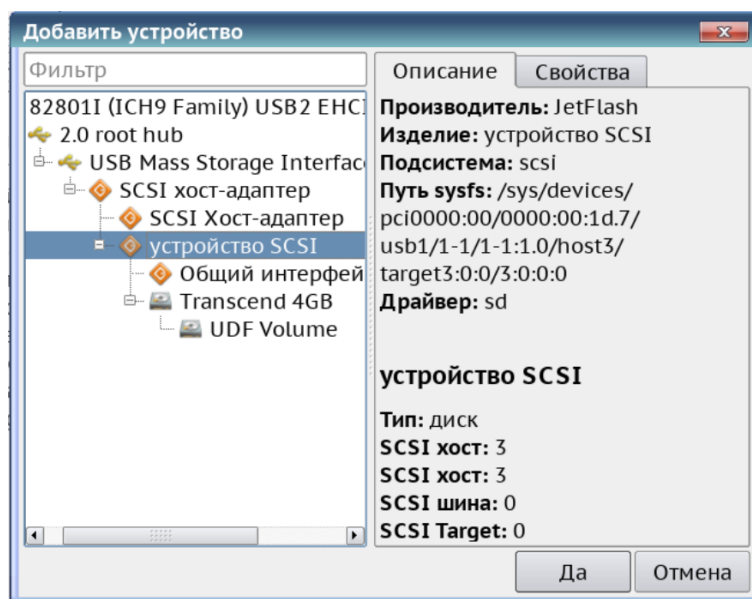 Добавить устройство
Фильтр
82801I (ICH9 Family) USB2 EHCI
2.0 root hub
USB Mass Storage Interfac
SCSI хост-адаптер
SCSI Хост-адаптер
устройство SCSI
Общий интерфей
Transcend 4GB
UDF Volume
Описание
Свойства
Производитель: JetFlash
Изделие: устройство SCSI
Подсистема: scsi
Путь sysfs: /sys/devices/
pci0000:00/0000:00:1d.7/
usb1/1-1/1-1:1.0/host3/
target3:0:0/3:0:0:0
Драйвер: sd
устройство SCSI
Тип: диск
SCSI хост: 3
SCSI хост: 3
SCSI шина: 0
SCSI Target: 0
Да
Отмена